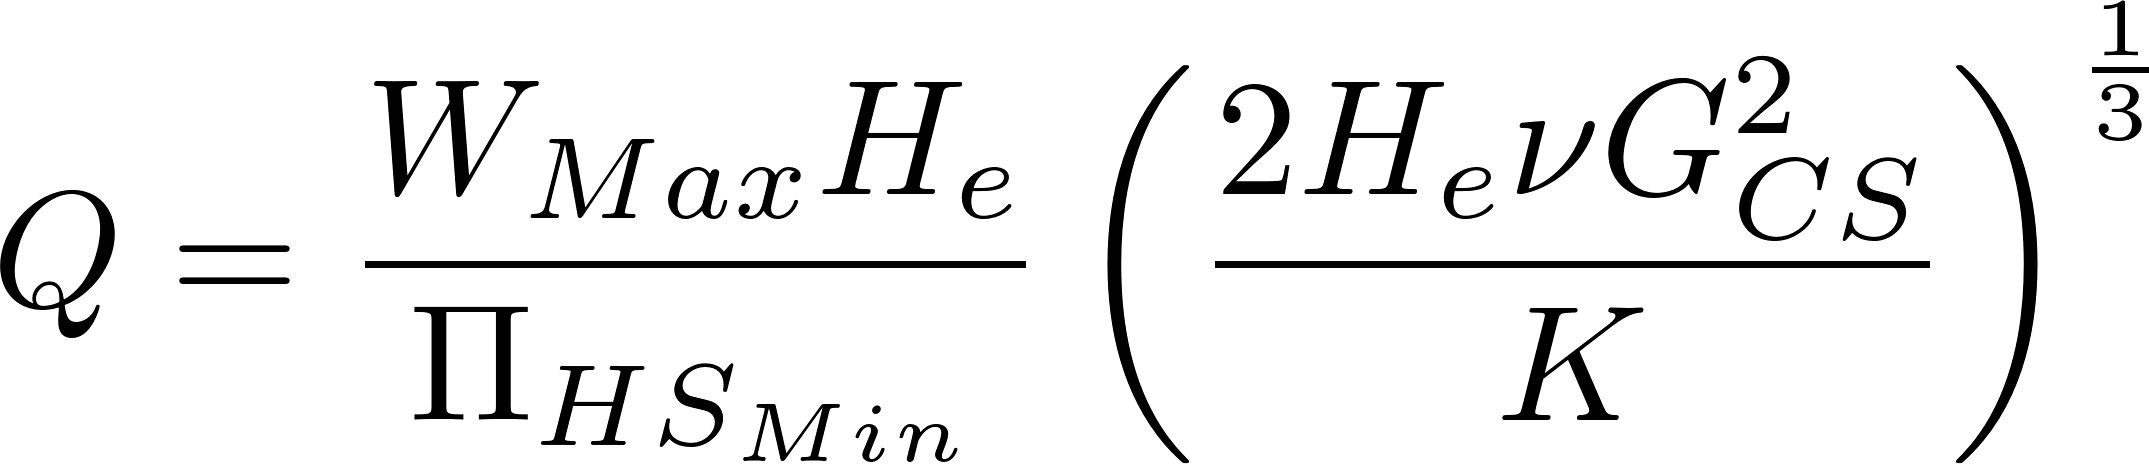 $Q = \frac{W_{Max} H_e}{\Pi_{HS_{Min}}} \left( \frac{2 H_e \nu G_{CS}^2}{K} \right)^{\frac{1}{3}}$